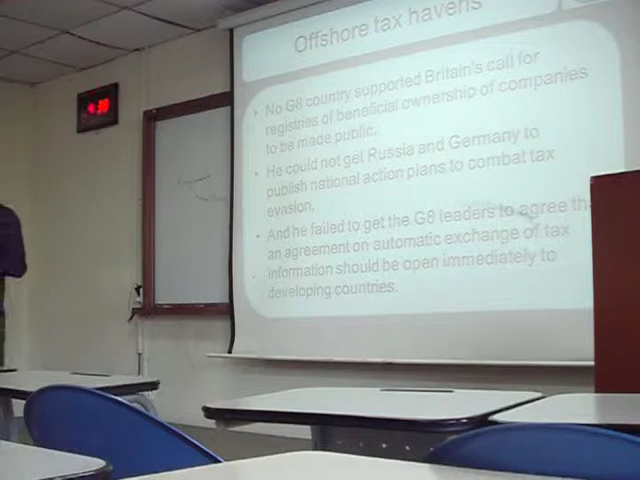 Offshore tax havens
No G8 country supported Britain's call for
registries of beneficial ownership of companies
to be made public.
He could not get Russia and Germany to
publish national action plans to combat tax
evasion.
And he failed to get the G8 leaders to agree
an agreement on automatic exchange of tax
information should be open immediately to
developing countries.